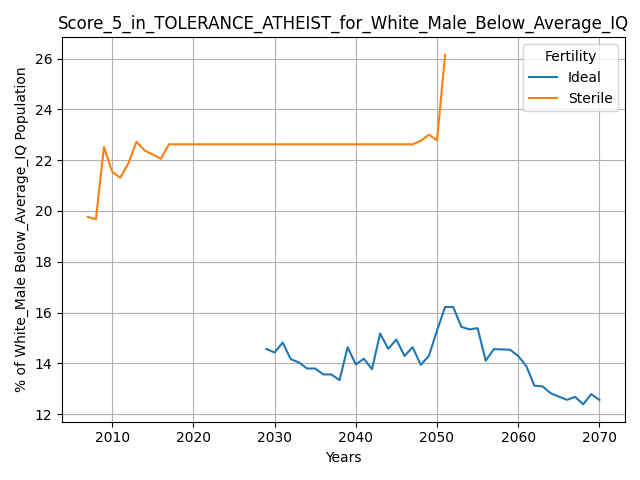 Score_5_in_TOLERANCE_ATHEIST_for_White_Male_Below_Average_IQ
Fertility
Ideal
Sterile
% of White_Male Below_Average_IQ Population
26
24
22
20
18
16
14
12
2010 2020 2030 2040 2050 2060 2070
Years